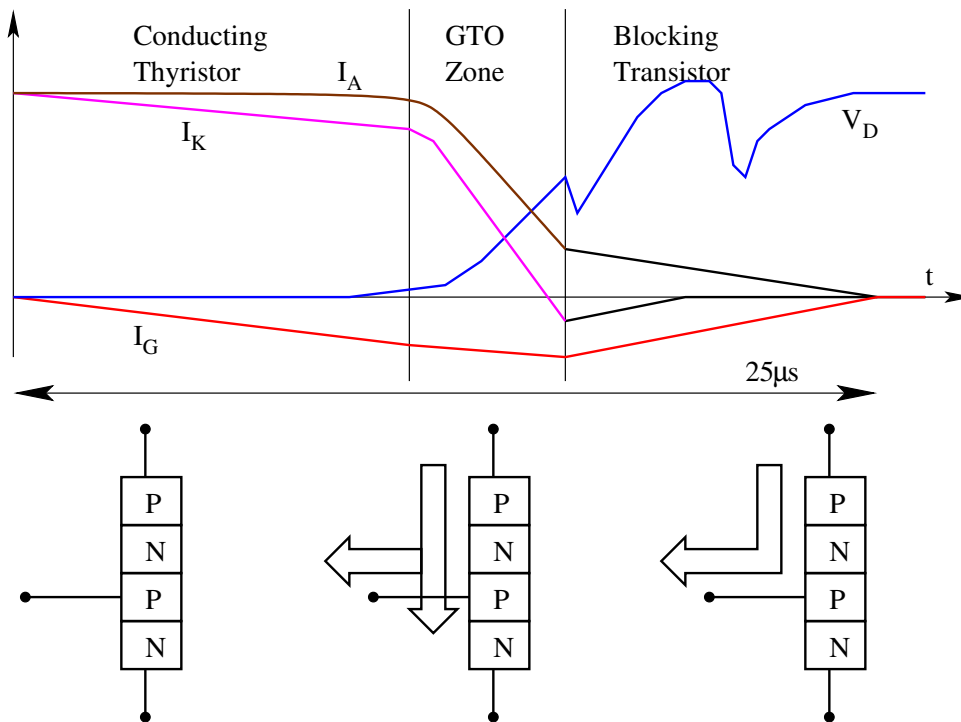 Conducting
Thyristor
GTO
Zone
Blocking
Transistor
I_A
I_K
V_D
t
I_G
25μs
P
N
P
N
P
N
P
N
P
N
P
N